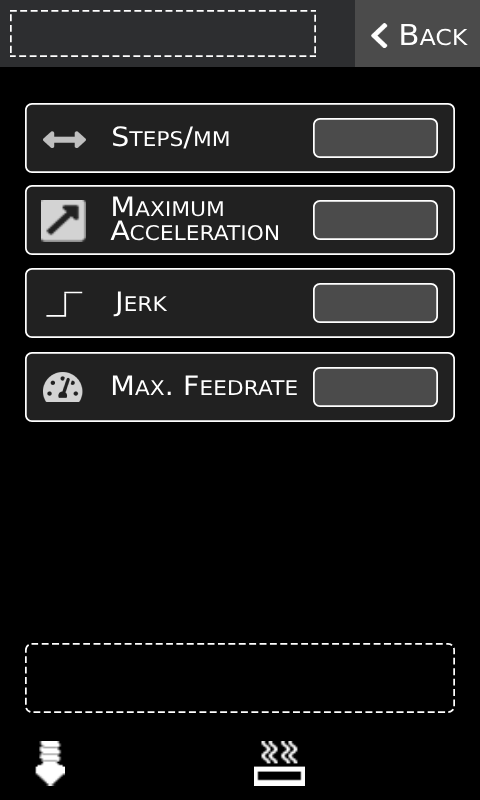 Back
Steps/mm
Maximum
Acceleration
Jerk
Max. Feedrate